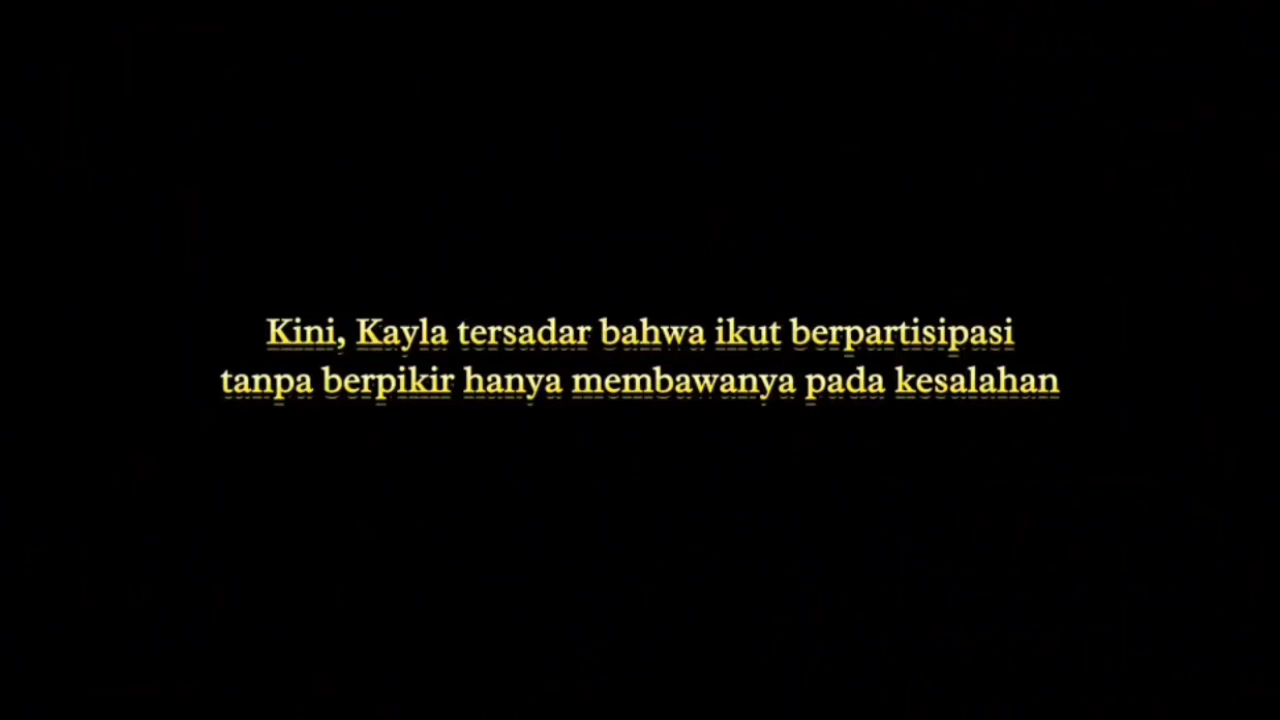 Kini, Kayla tersadar bahwa ikut berpartisipasi
tanpa berpikir hanya membawanya pada kesalahan